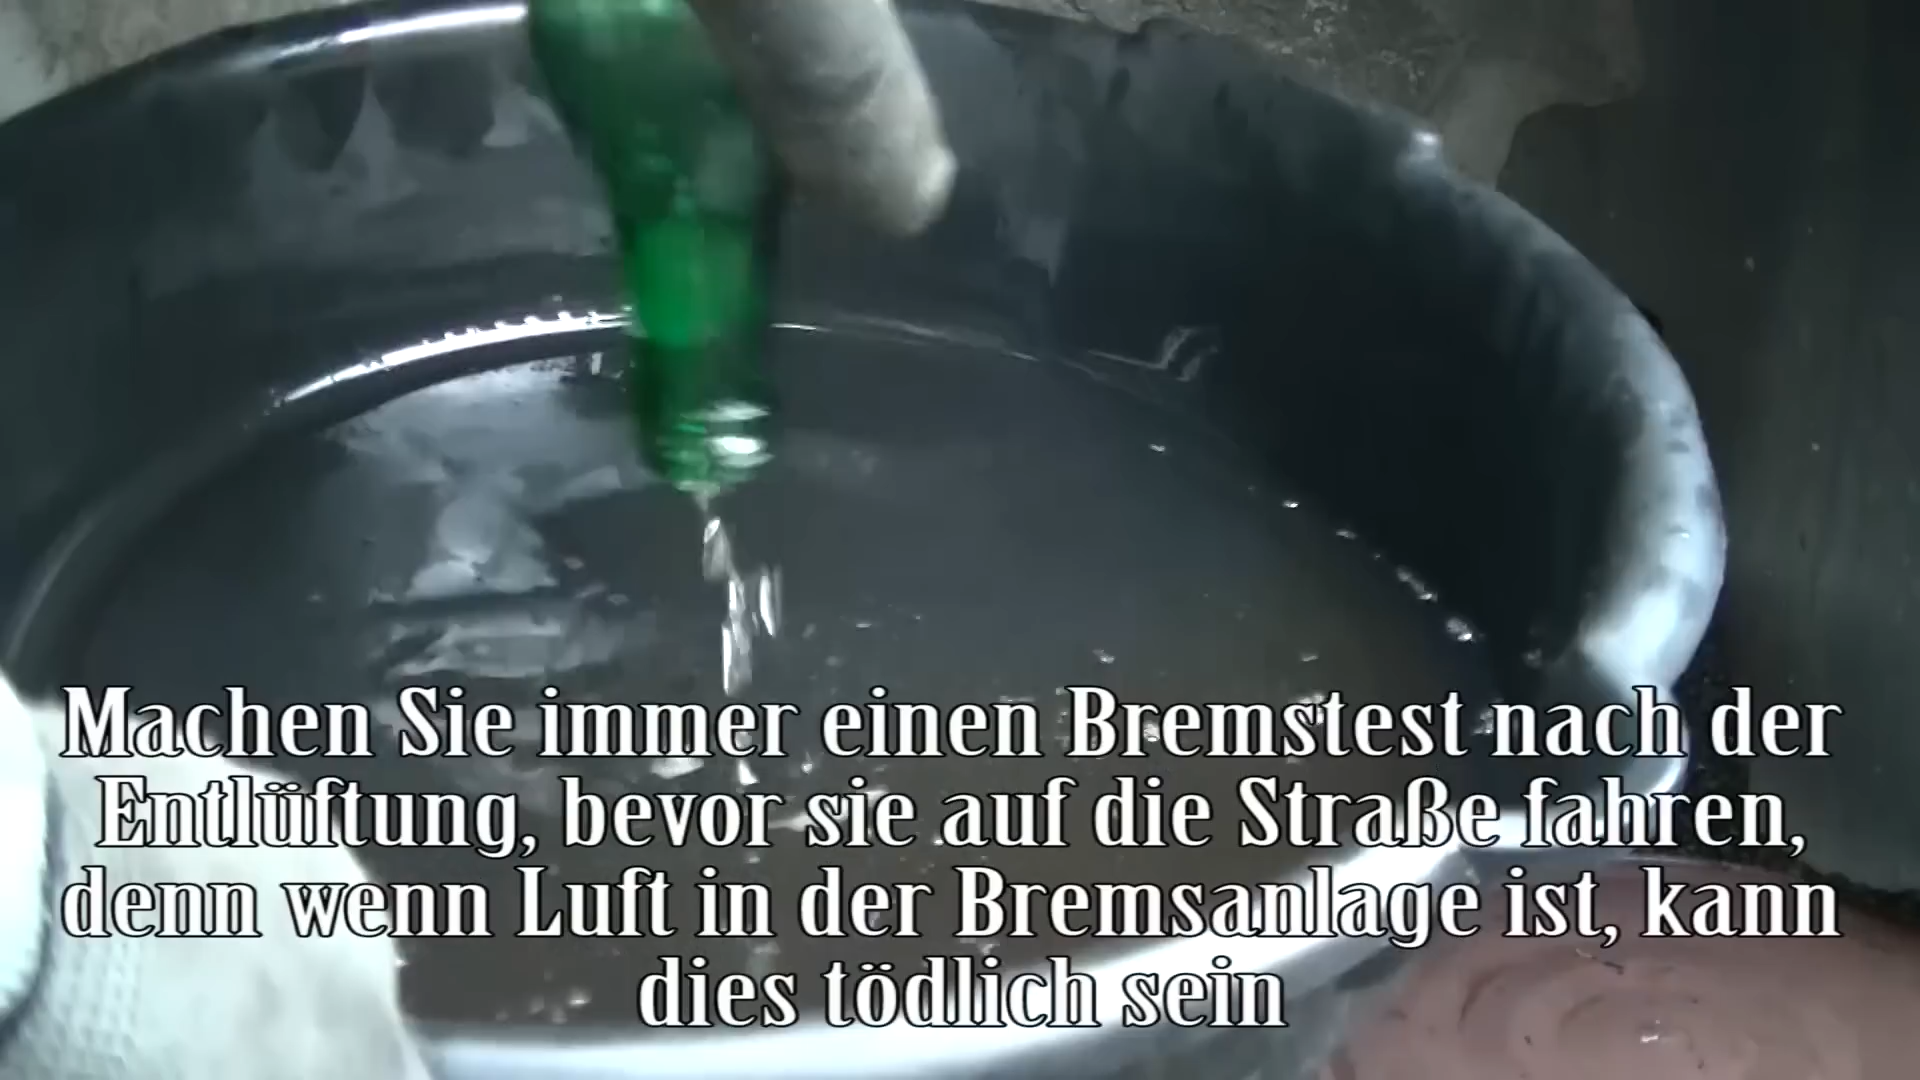 Machen Sie immer einen Bremstest nach der
Entlüftung, bevor sie auf die Straße fahren,
denn wenn Luft in der Bremsanlage ist, kann
dies tödlich sein